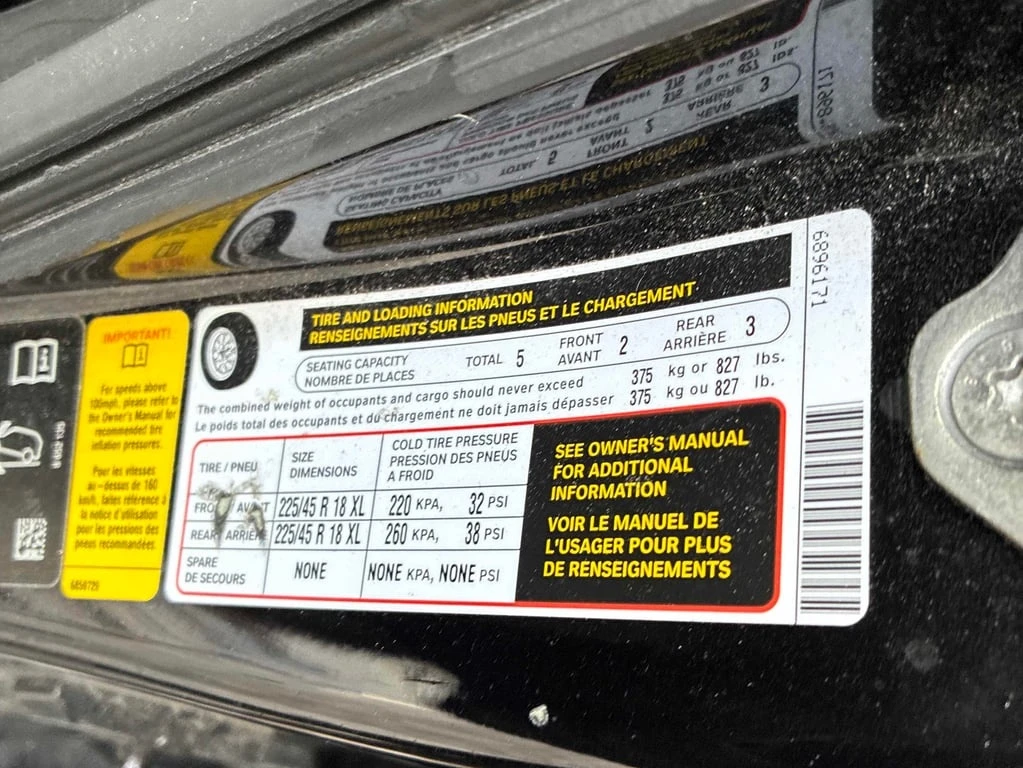 IMPORTANT!
For speeds above
100mph, please refer to
the Owner's Manual for
recommended tire
inflation pressures.
Pour les vitesses
au-dessus de 160
km/h, faites référence à
la notice d'utilisation
pour les pressions des
pneus recommandées.
6858729
TIRE AND LOADING INFORMATION
RENSEIGNEMENTS SUR LES PNEUS ET LE CHARGEMENT
SEATING CAPACITY
NOMBRE DE PLACES
TOTAL 5
FRONT
AVANT 2
REAR
ARRIÈRE 3
The combined weight of occupants and cargo should never exceed 375 kg or 827 lbs.
Le poids total des occupants et du chargement ne doit jamais dépasser 375 kg ou 827 lb.
TIRE / PNEU
SIZE
DIMENSIONS
COLD TIRE PRESSURE
PRESSION DES PNEUS
A FROID
FRONT / AVANT 225/45 R 18 XL 220 KPA, 32 PSI
REAR / ARRIÈRE 225/45 R 18 XL 260 KPA, 38 PSI
SPARE
DE SECOURS
NONE
NONE KPA, NONE PSI
SEE OWNER'S MANUAL
FOR ADDITIONAL
INFORMATION
VOIR LE MANUEL DE
L'USAGER POUR PLUS
DE RENSEIGNEMENTS
6896171